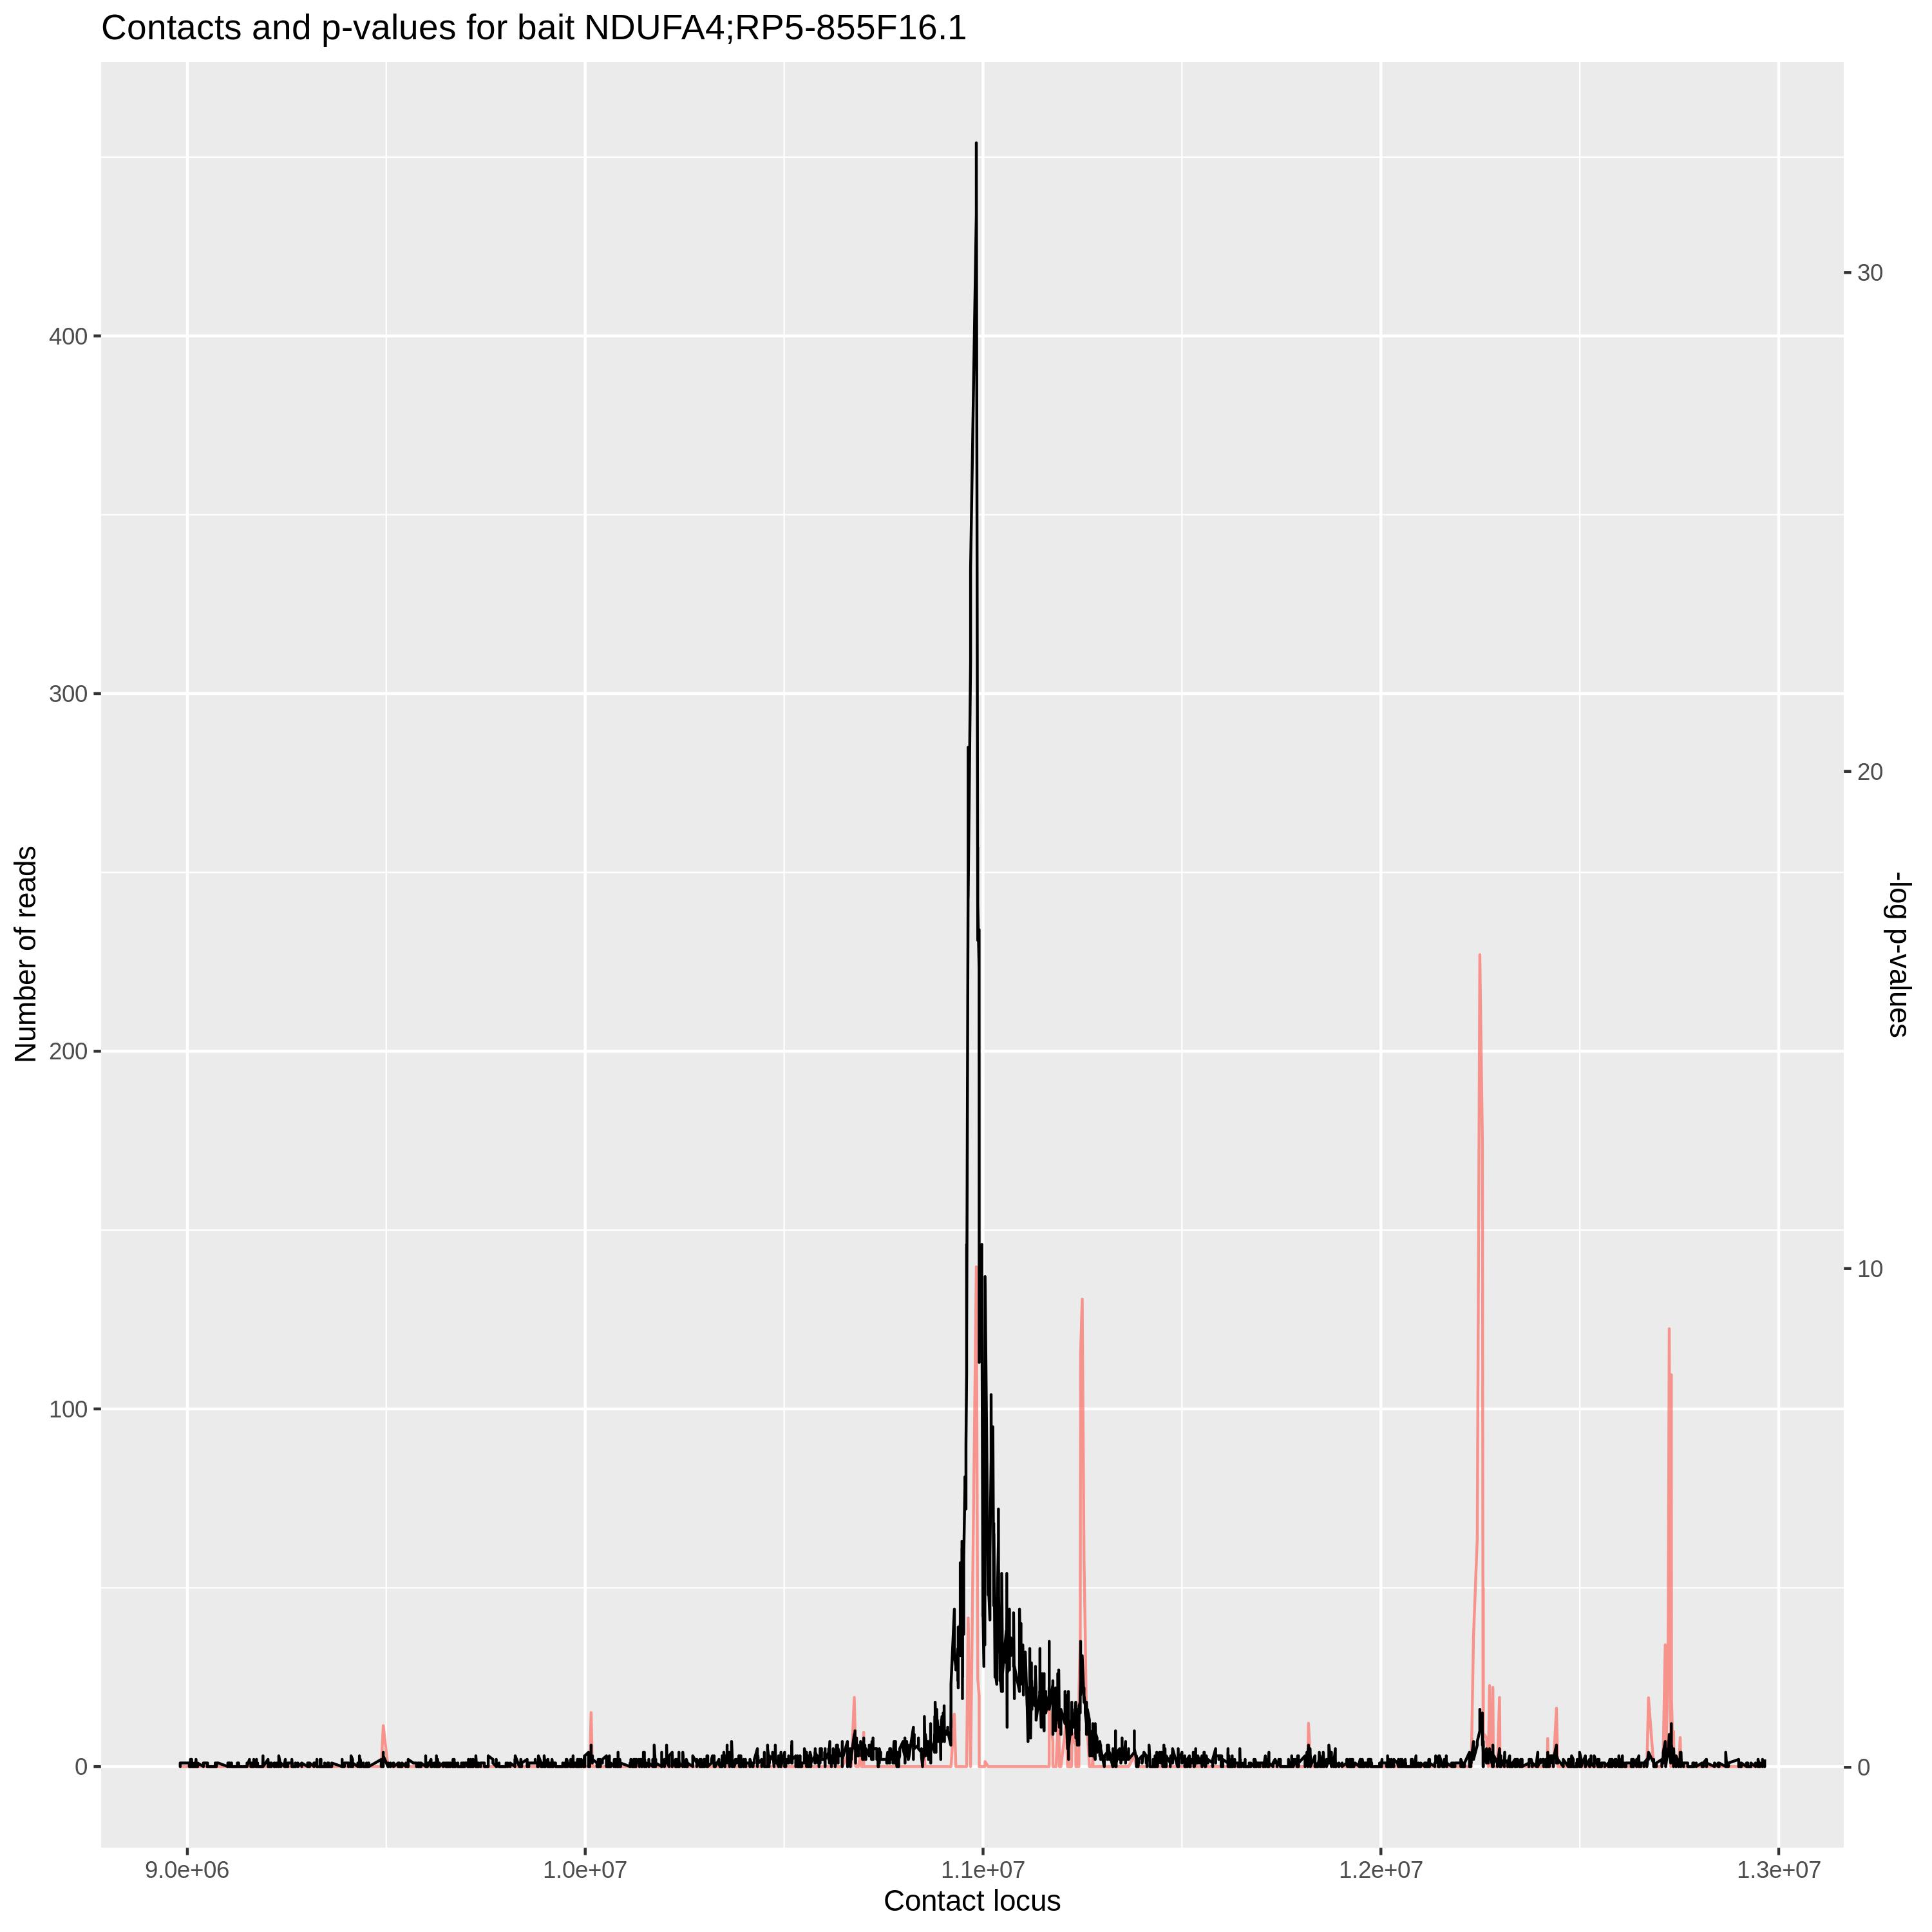 Contacts and p-values for bait NDUFA4;RP5-855F16.1
Number of reads
400
300
200
100
0
30
20
10
0
-log p-values
9.0e+06
1.0e+07
1.1e+07
1.2e+07
1.3e+07
Contact locus